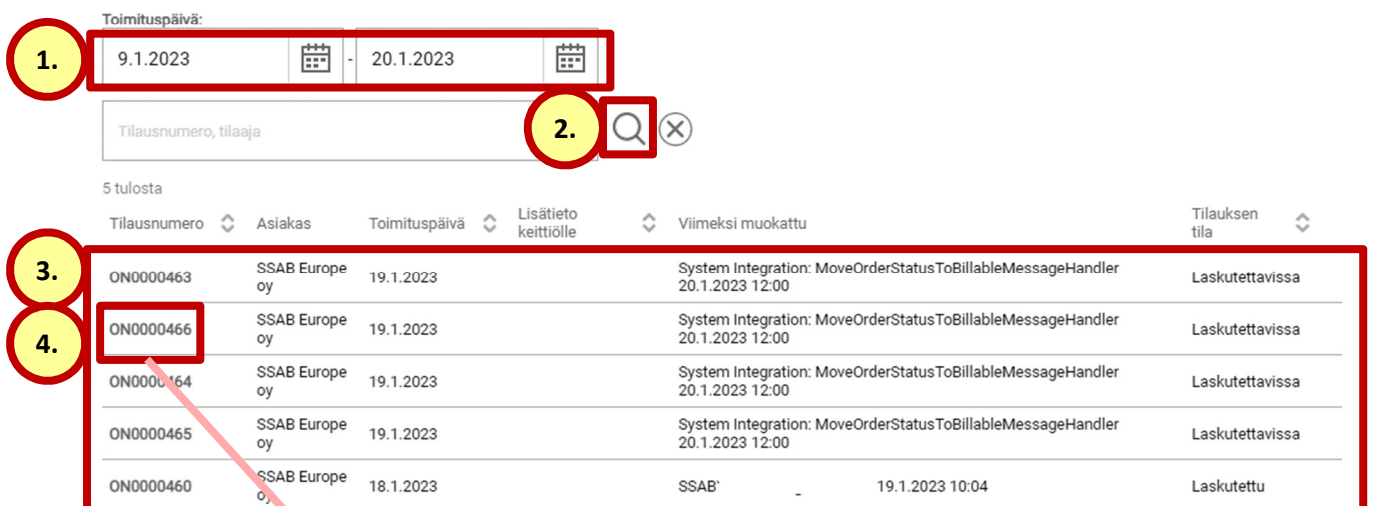 Toimituspäivä:
1. 9.1.2023 - 20.1.2023
Tilausnumero, tilaaja 2.
5 tulosta
Tilausnumero Asiakas Toimituspäivä Lisätieto keittiölle Viimeksi muokattu Tilauksen tila
3. ON0000463 SSAB Europe oy 19.1.2023 System Integration: MoveOrderStatusToBillableMessageHandler 20.1.2023 12:00 Laskutettavissa
4. ON0000466 SSAB Europe oy 19.1.2023 System Integration: MoveOrderStatusToBillableMessageHandler 20.1.2023 12:00 Laskutettavissa
ON0000464 SSAB Europe oy 19.1.2023 System Integration: MoveOrderStatusToBillableMessageHandler 20.1.2023 12:00 Laskutettavissa
ON0000465 SSAB Europe oy 19.1.2023 System Integration: MoveOrderStatusToBillableMessageHandler 20.1.2023 12:00 Laskutettavissa
ON0000460 SSAB Europe oy 18.1.2023 SSAB 19.1.2023 10:04 Laskutettu